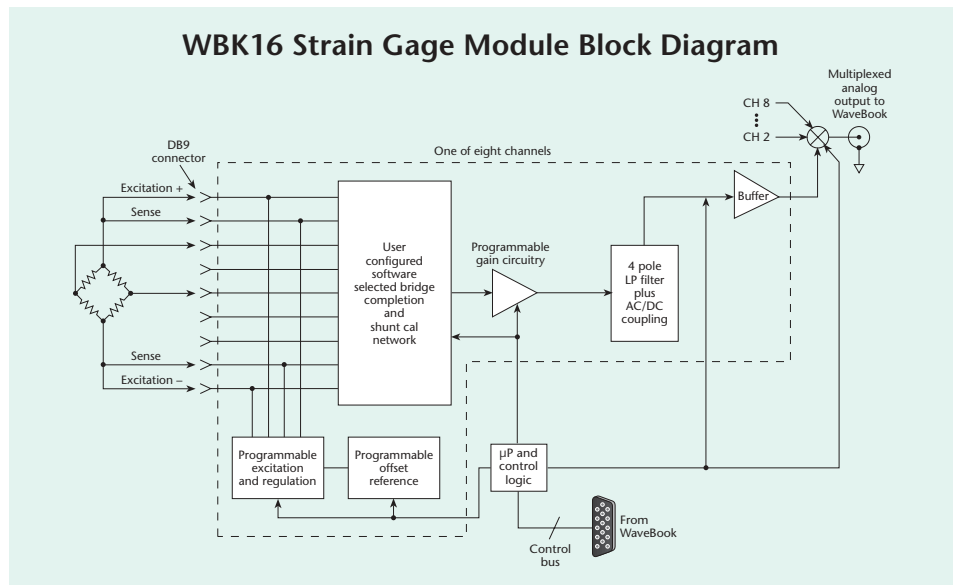 WBK16 Strain Gage Module Block Diagram
Multiplexed
analog
output to
WaveBook
CH 8
CH 2
DB9
connector
One of eight channels
Excitation +
Sense
Buffer
User
configured
software
selected bridge
completion
and
shunt cal
network
Programmable
gain circuitry
4 pole
LP filter
plus
AC/DC
coupling
Sense
Excitation –
Programmable
excitation
and regulation
Programmable
offset
reference
µP and
control
logic
From
WaveBook
Control
bus